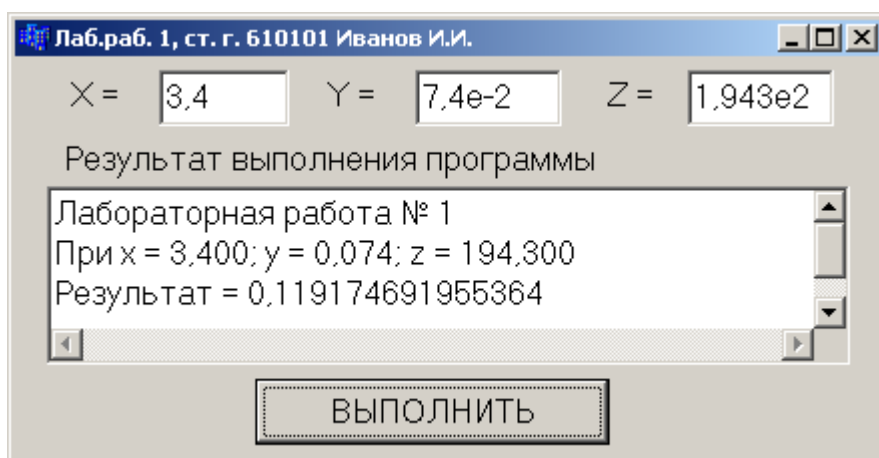 Лаб.раб. 1, ст. г. 610101 Иванов И.И.
X = 3,4 Y = 7,4e-2 Z = 1,943e2
Результат выполнения программы
Лабораторная работа № 1
При x = 3,400; y = 0,074; z = 194,300
Результат = 0,119174691955364
ВЫПОЛНИТЬ